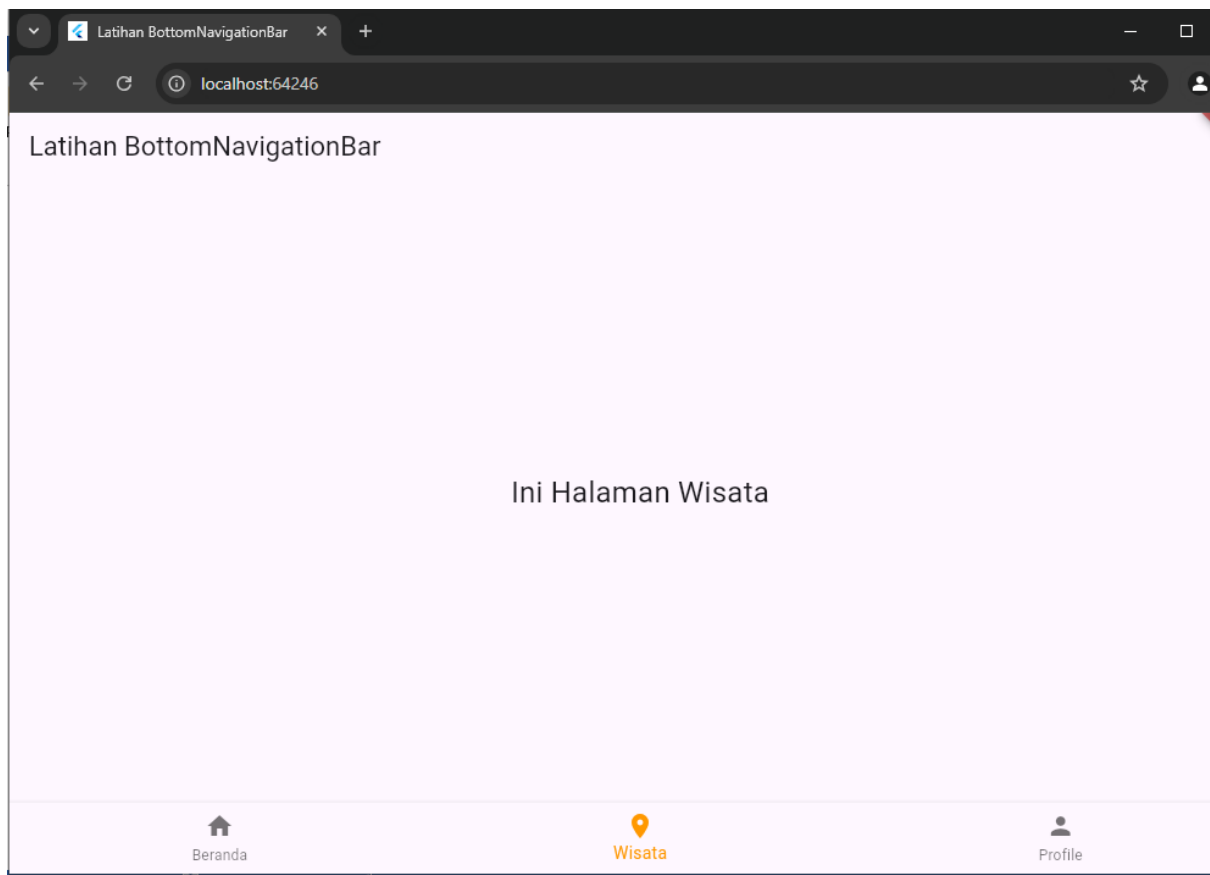 Latihan BottomNavigationBar
localhost:64246
Latihan BottomNavigationBar
Ini Halaman Wisata
Beranda
Wisata
Profile